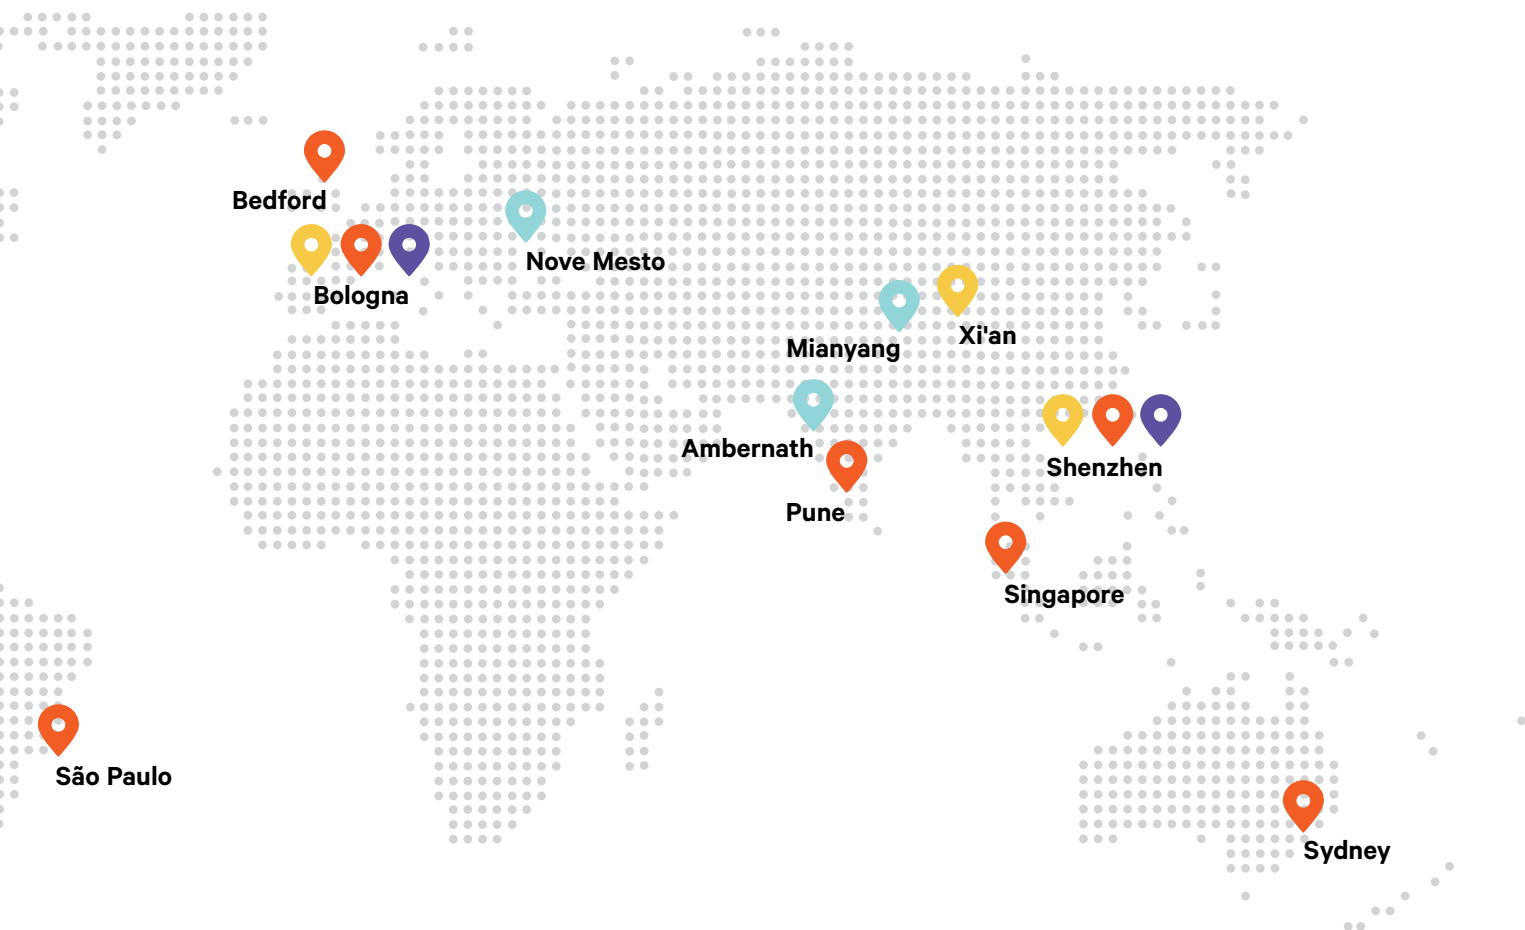 Bedford
Nove Mesto
Bologna
Xi'an
Mianyang
Ambernath
Shenzhen
Pune
Singapore
São Paulo
Sydney